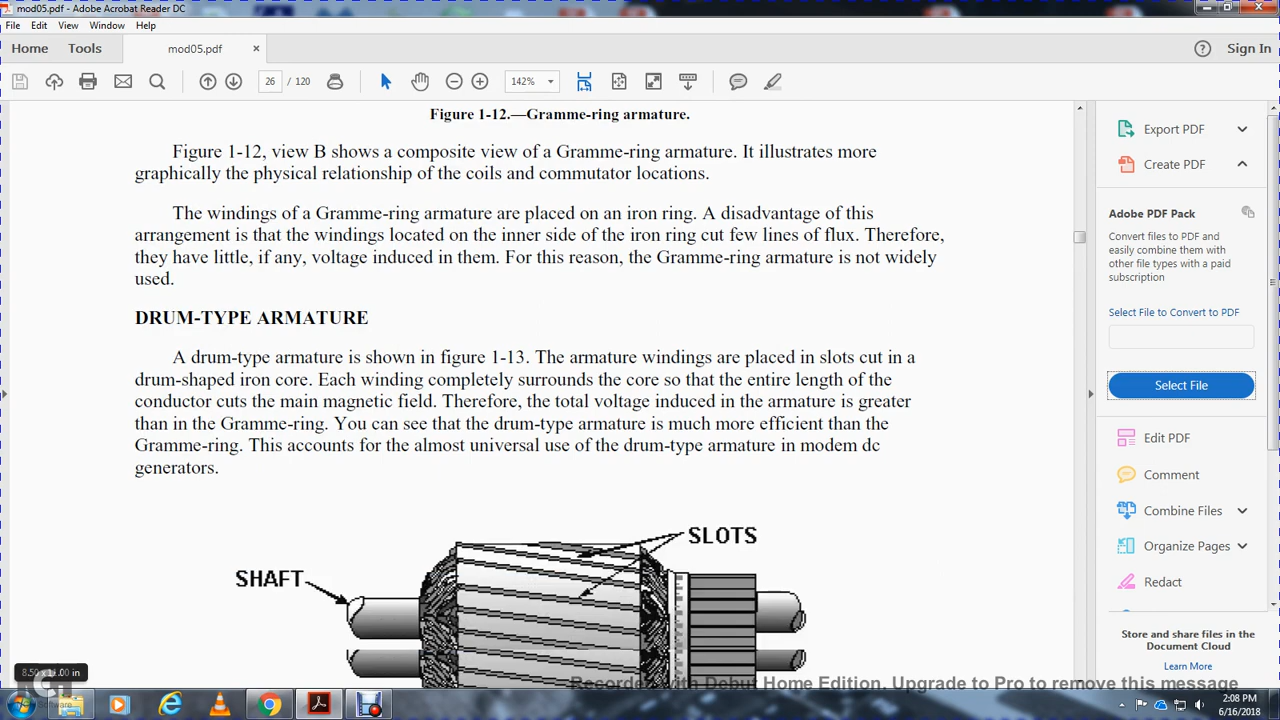 mod05.pdf - Adobe Acrobat Reader DC
File Edit View Window Help
Home Tools mod05.pdf × Sign In
26 / 120 142%
Figure 1-12.—Gramme-ring armature.
Figure 1-12, view B shows a composite view of a Gramme-ring armature. It illustrates more
graphically the physical relationship of the coils and commutator locations.
The windings of a Gramme-ring armature are placed on an iron ring. A disadvantage of this
arrangement is that the windings located on the inner side of the iron ring cut few lines of flux. Therefore,
they have little, if any, voltage induced in them. For this reason, the Gramme-ring armature is not widely
used.
DRUM-TYPE ARMATURE
A drum-type armature is shown in figure 1-13. The armature windings are placed in slots cut in a
drum-shaped iron core. Each winding completely surrounds the core so that the entire length of the
conductor cuts the main magnetic field. Therefore, the total voltage induced in the armature is greater
than in the Gramme-ring. You can see that the drum-type armature is much more efficient than the
Gramme-ring. This accounts for the almost universal use of the drum-type armature in modem dc
generators.
SLOTS
SHAFT
8.50 x 11.00 in
Export PDF
Create PDF
Adobe PDF Pack
Convert files to PDF and
easily combine them with
other file types with a paid
subscription
Select File to Convert to PDF
Select File
Edit PDF
Comment
Combine Files
Organize Pages
Redact
Store and share files in the
Document Cloud
Learn More
Recorded with Debut Home Edition. Upgrade to Pro to remove this message
Software
2:08 PM
6/16/2018